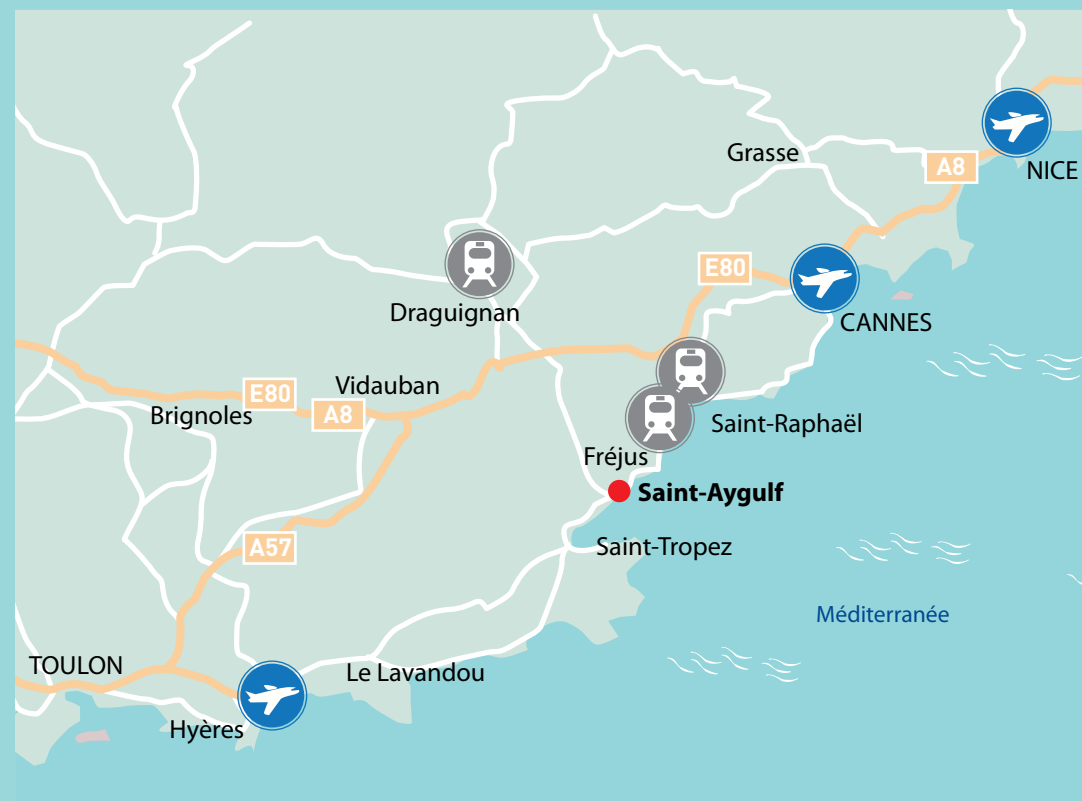 Grasse
A8
NICE
E80
Draguignan
CANNES
Vidauban
E80
A8
Brignoles
Saint-Raphaël
Fréjus
Saint-Aygulf
A57
Saint-Tropez
Méditerranée
TOULON
Le Lavandou
Hyères